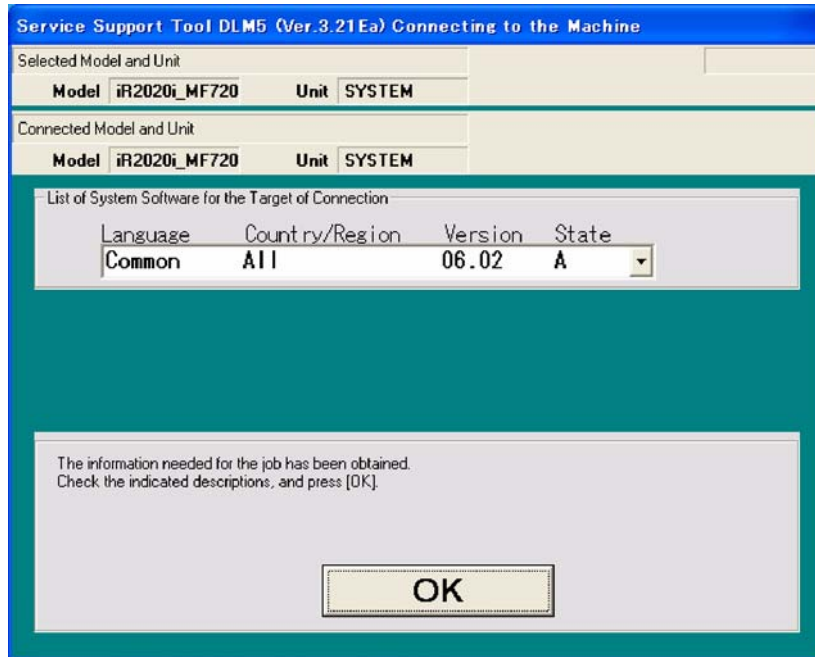 Service Support Tool DLM5 (Ver.3.21Ea) Connecting to the Machine
Selected Model and Unit
Model iR2020i_MF720 Unit SYSTEM
Connected Model and Unit
Model iR2020i_MF720 Unit SYSTEM
List of System Software for the Target of Connection
Language Country/Region Version State
Common All 06.02 A
The information needed for the job has been obtained.
Check the indicated descriptions, and press [OK].
OK